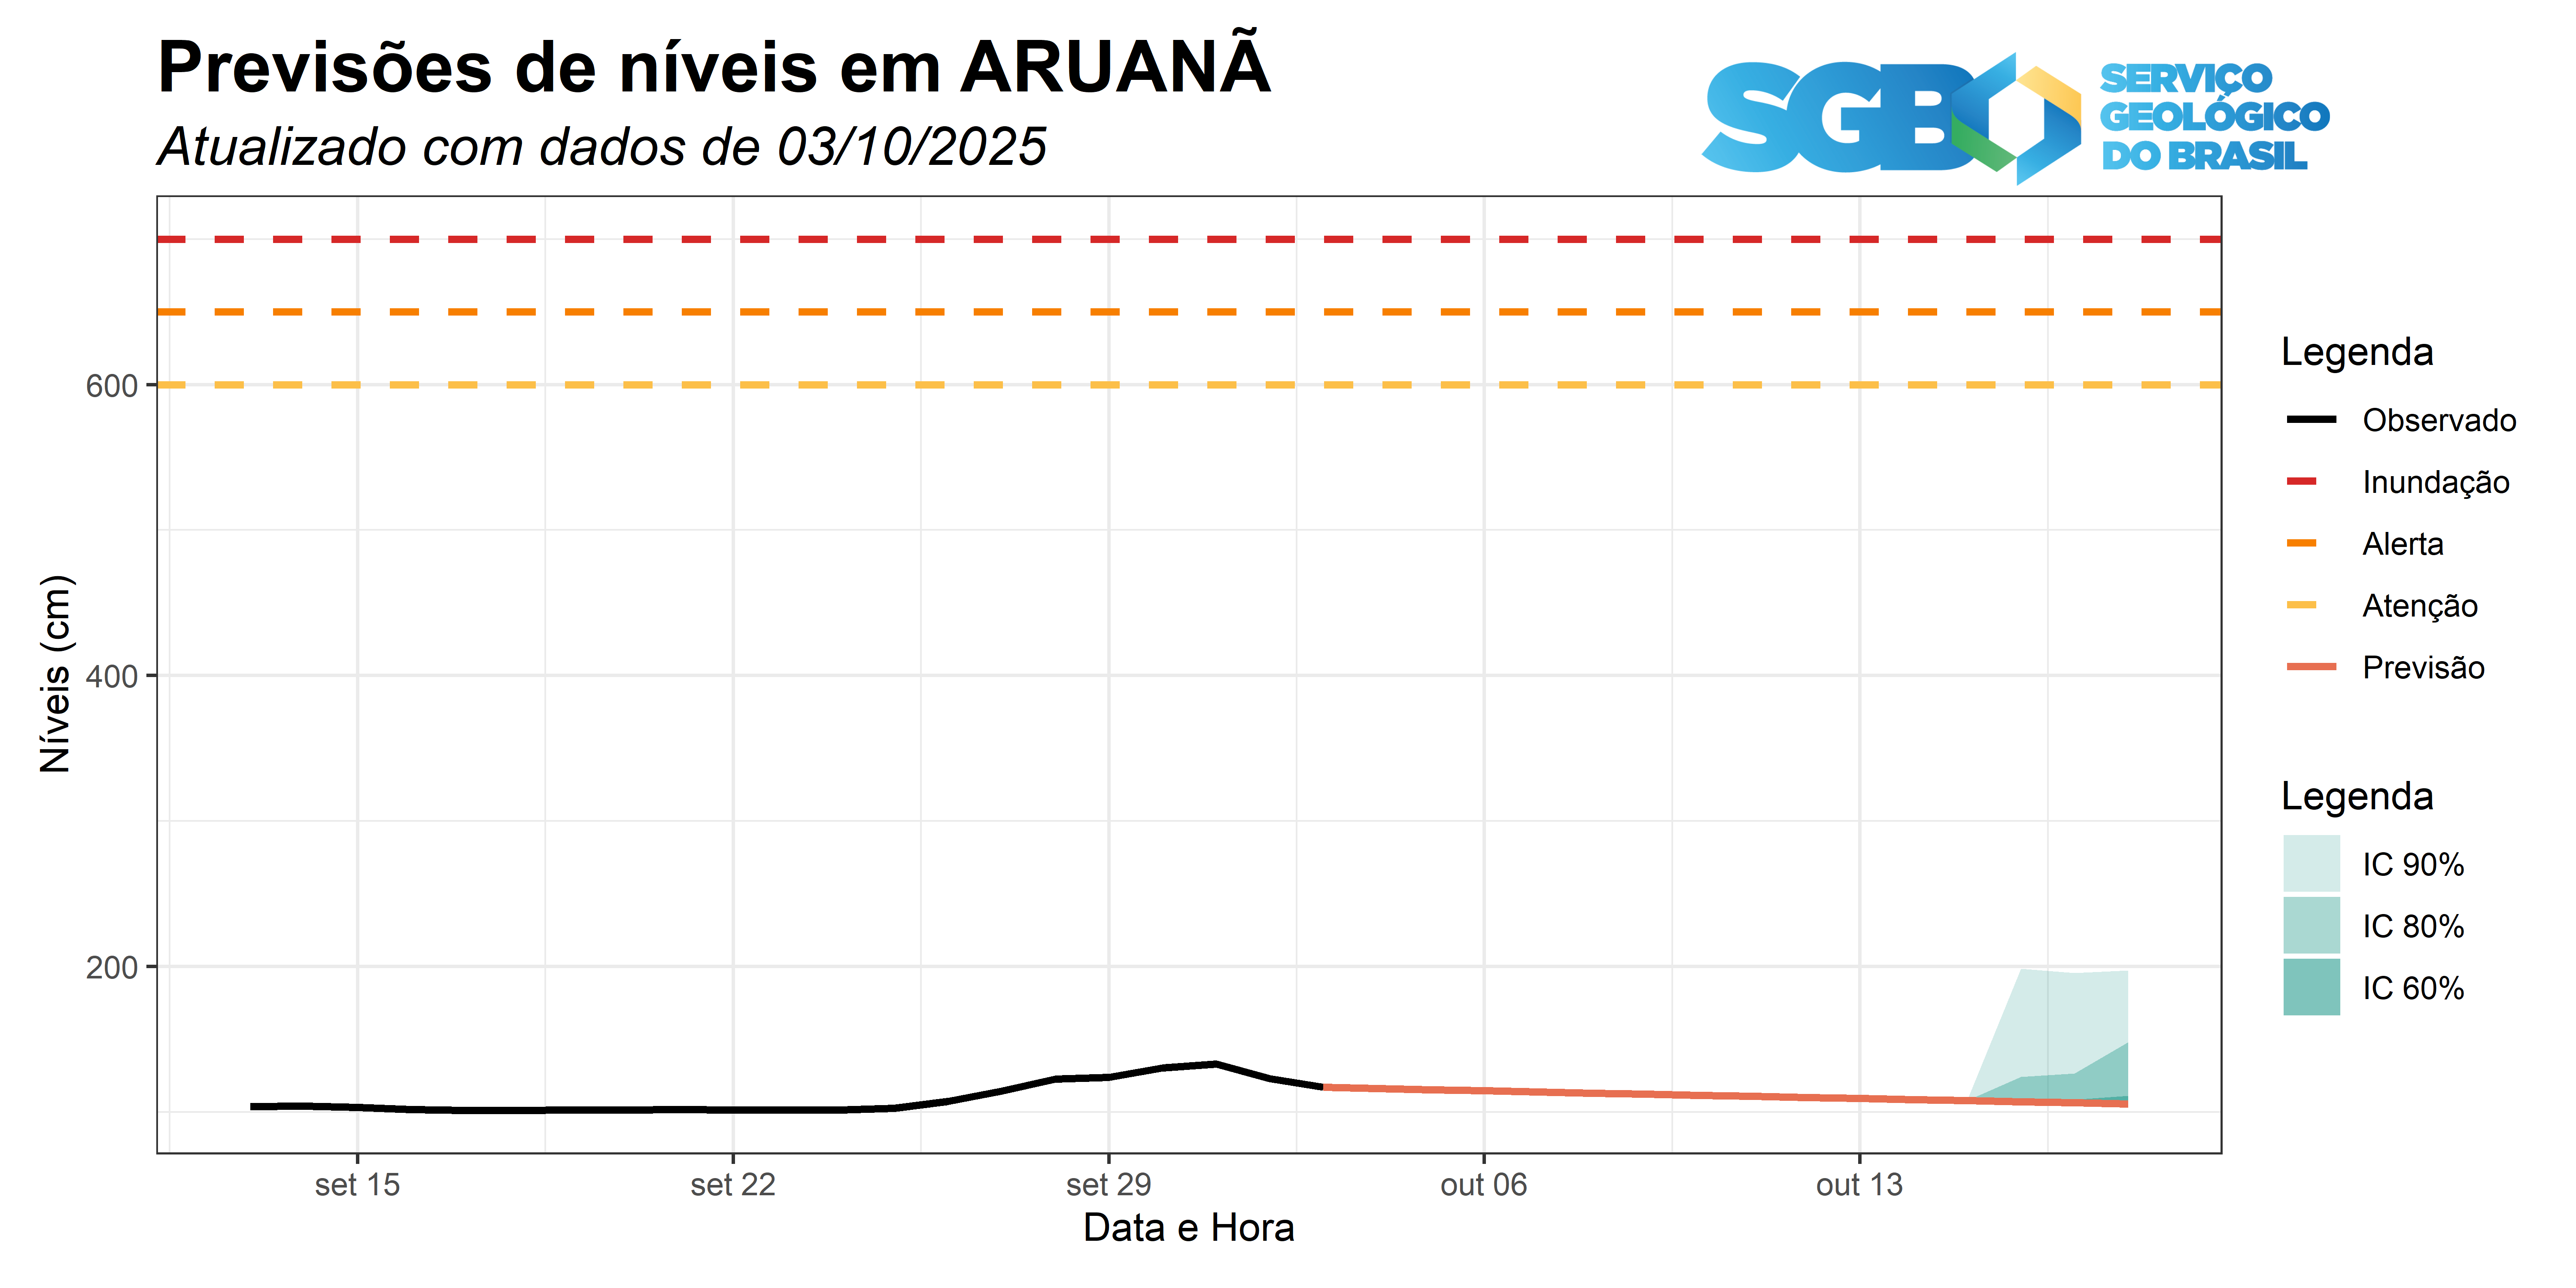 Previsões de níveis em ARUANÃ
Atualizado com dados de 03/10/2025
SGB
SERVIÇO
GEOLÓGICO
DO BRASIL
Níveis (cm)
600
400
200
set 15
set 22
set 29
out 06
out 13
Data e Hora
Legenda
Observado
Inundação
Alerta
Atenção
Previsão
Legenda
IC 90%
IC 80%
IC 60%